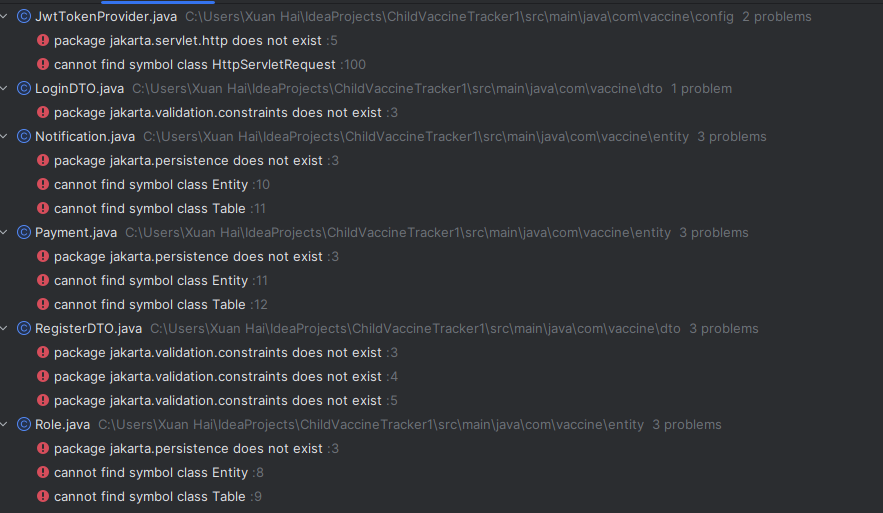 JwtTokenProvider.java C:\Users\Xuan Hai\IdeaProjects\ChildVaccineTracker1\src\main\java\com\vaccine\config 2 problems
package jakarta.servlet.http does not exist :5
cannot find symbol class HttpServletRequest :100
LoginDTO.java C:\Users\Xuan Hai\IdeaProjects\ChildVaccineTracker1\src\main\java\com\vaccine\dto 1 problem
package jakarta.validation.constraints does not exist :3
Notification.java C:\Users\Xuan Hai\IdeaProjects\ChildVaccineTracker1\src\main\java\com\vaccine\entity 3 problems
package jakarta.persistence does not exist :3
cannot find symbol class Entity :10
cannot find symbol class Table :11
Payment.java C:\Users\Xuan Hai\IdeaProjects\ChildVaccineTracker1\src\main\java\com\vaccine\entity 3 problems
package jakarta.persistence does not exist :3
cannot find symbol class Entity :11
cannot find symbol class Table :12
RegisterDTO.java C:\Users\Xuan Hai\IdeaProjects\ChildVaccineTracker1\src\main\java\com\vaccine\dto 3 problems
package jakarta.validation.constraints does not exist :3
package jakarta.validation.constraints does not exist :4
package jakarta.validation.constraints does not exist :5
Role.java C:\Users\Xuan Hai\IdeaProjects\ChildVaccineTracker1\src\main\java\com\vaccine\entity 3 problems
package jakarta.persistence does not exist :3
cannot find symbol class Entity :8
cannot find symbol class Table :9